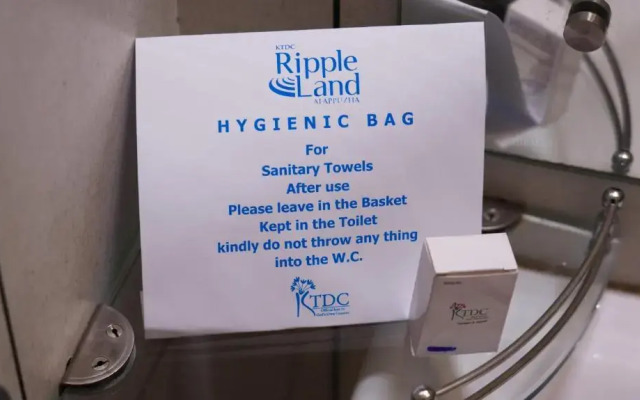 KTDC
Ripple
Land
ALAPPUZHA
HYGIENIC BAG
For
Sanitary Towels
After use
Please leave in the Basket
Kept in the Toilet
kindly do not throw any thing
into the W.C.
KTDC
KTDC